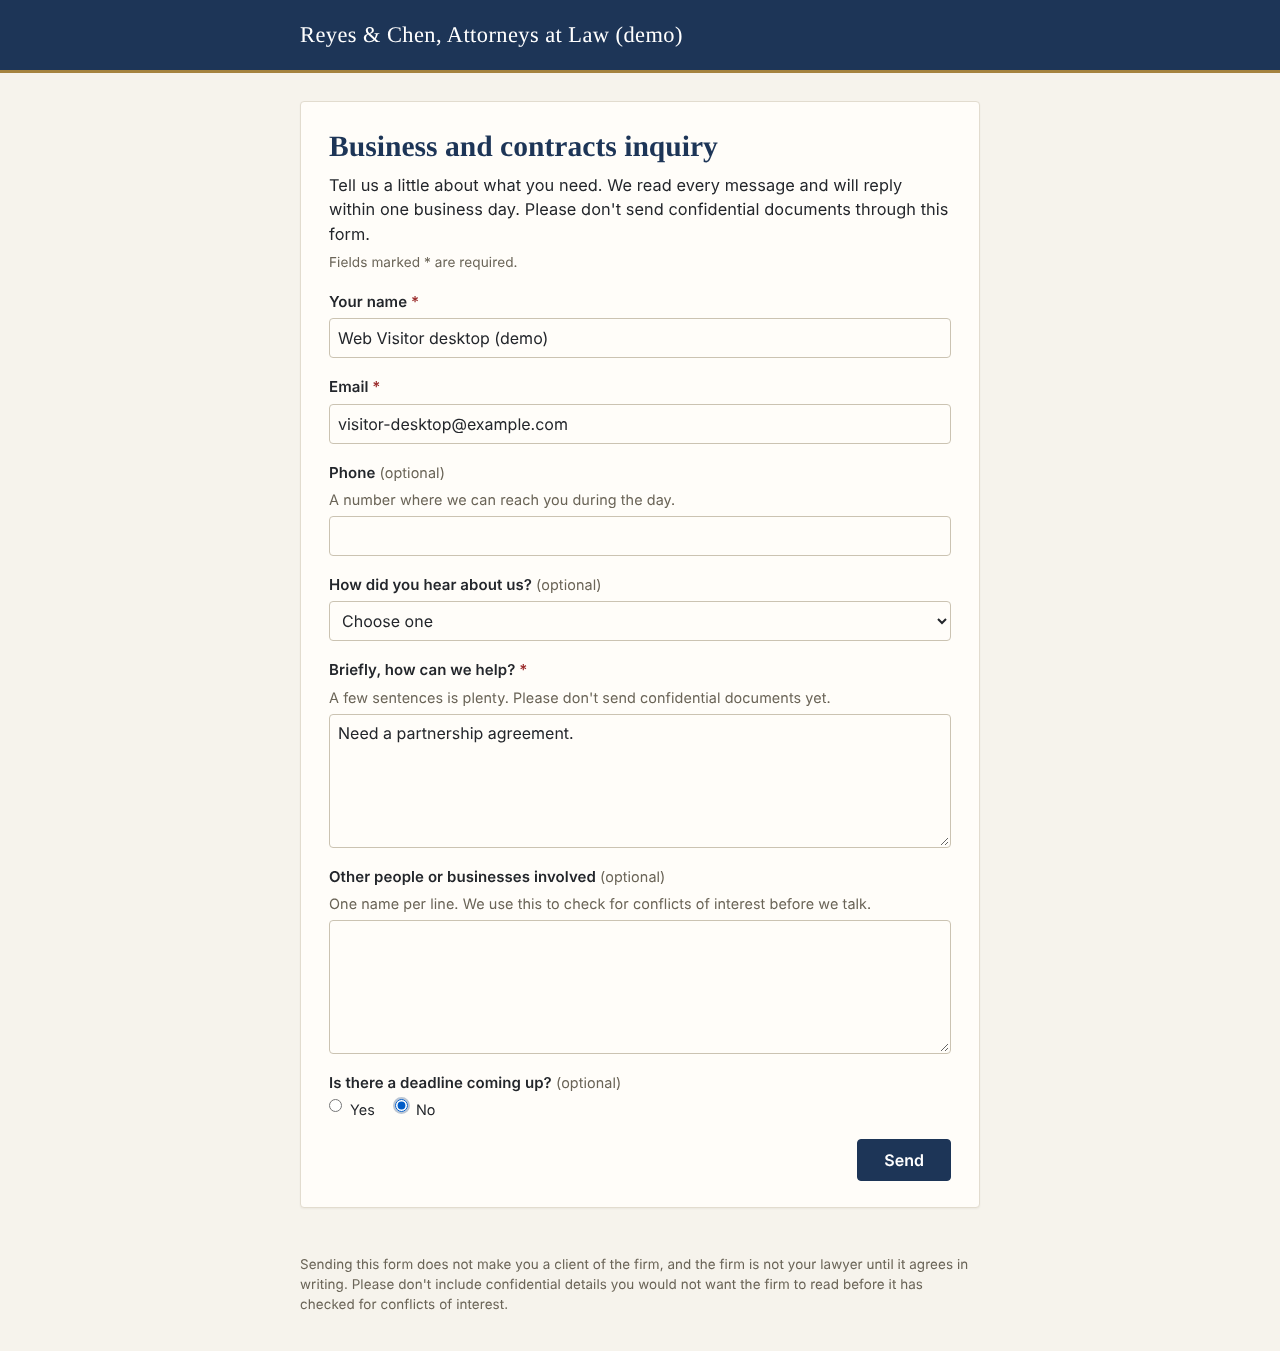 Reyes & Chen, Attorneys at Law (demo)
Business and contracts inquiry
Tell us a little about what you need. We read every message and will reply
within one business day. Please don't send confidential documents through this
form.
Fields marked * are required.
Your name *
Web Visitor desktop (demo)
Email *
visitor-desktop@example.com
Phone (optional)
A number where we can reach you during the day.
How did you hear about us? (optional)
Choose one
Briefly, how can we help? *
A few sentences is plenty. Please don't send confidential documents yet.
Need a partnership agreement.
Other people or businesses involved (optional)
One name per line. We use this to check for conflicts of interest before we talk.
Is there a deadline coming up? (optional)
Yes No
Send
Sending this form does not make you a client of the firm, and the firm is not your lawyer until it agrees in
writing. Please don't include confidential details you would not want the firm to read before it has
checked for conflicts of interest.